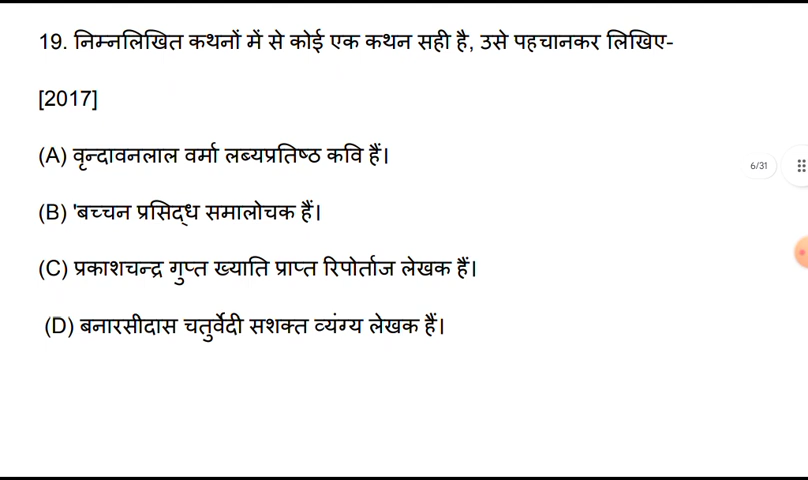 19. निम्नलिखित कथनों में से कोई एक कथन सही है, उसे पहचानकर लिखिए-
[2017]
(A) वृन्दावनलाल वर्मा लब्यप्रतिष्ठ कवि हैं।
6/31
(B) 'बच्चन प्रसिद्ध समालोचक हैं।
(C) प्रकाशचन्द्र गुप्त ख्याति प्राप्त रिपोर्ताज लेखक हैं।
(D) बनारसीदास चतुर्वेदी सशक्त व्यंग्य लेखक हैं।